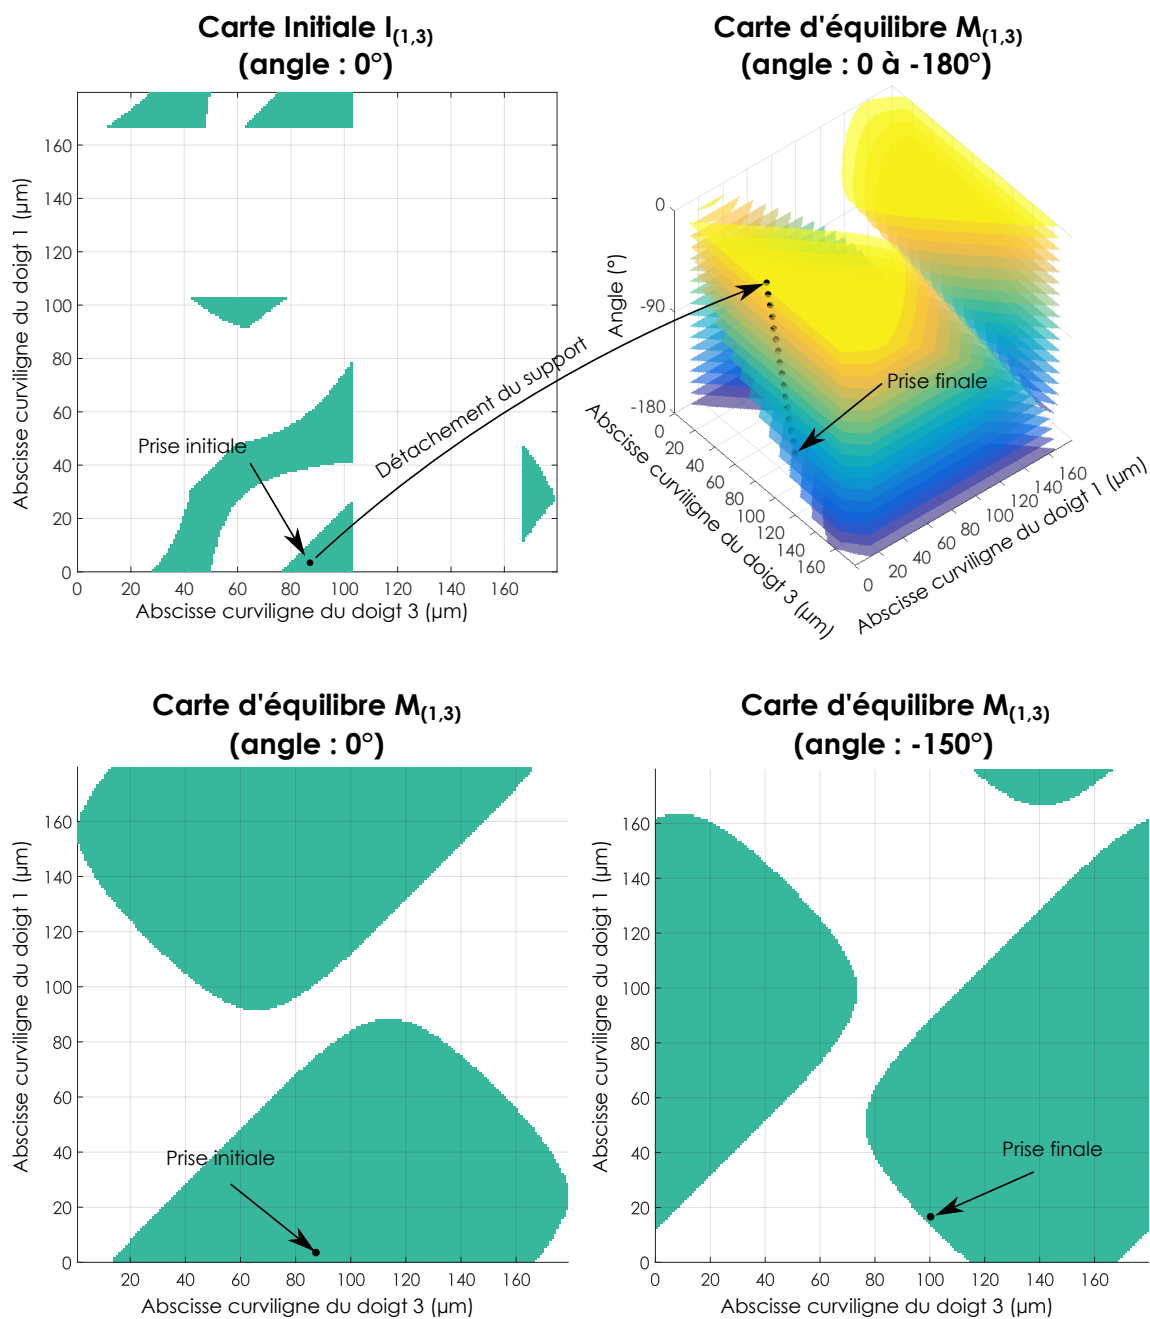 Carte Initiale I(1,3)
(angle : 0°)
160
140
120
100
80
60
40
20
0
0 20 40 60 80 100 120 140 160
Abscisse curviligne du doigt 1 (µm)
Abscisse curviligne du doigt 3 (µm)
Prise initiale
Détachement du support
Carte d'équilibre M(1,3)
(angle : 0 à -180°)
0
-90
-180
Angle (°)
0
20
40
60
80
100
120
140
160
Abscisse curviligne du doigt 3 (µm)
0
20
40
60
80
100
120
140
160
Abscisse curviligne du doigt 1 (µm)
Prise finale
Carte d'équilibre M(1,3)
(angle : 0°)
160
140
120
100
80
60
40
20
0
20 40 60 80 100 120 140 160
Abscisse curviligne du doigt 1 (µm)
Abscisse curviligne du doigt 3 (µm)
Prise initiale
Carte d'équilibre M(1,3)
(angle : -150°)
160
140
120
100
80
60
40
20
0
0 20 40 60 80 100 120 140 160
Abscisse curviligne du doigt 1 (µm)
Abscisse curviligne du doigt 3 (µm)
Prise finale